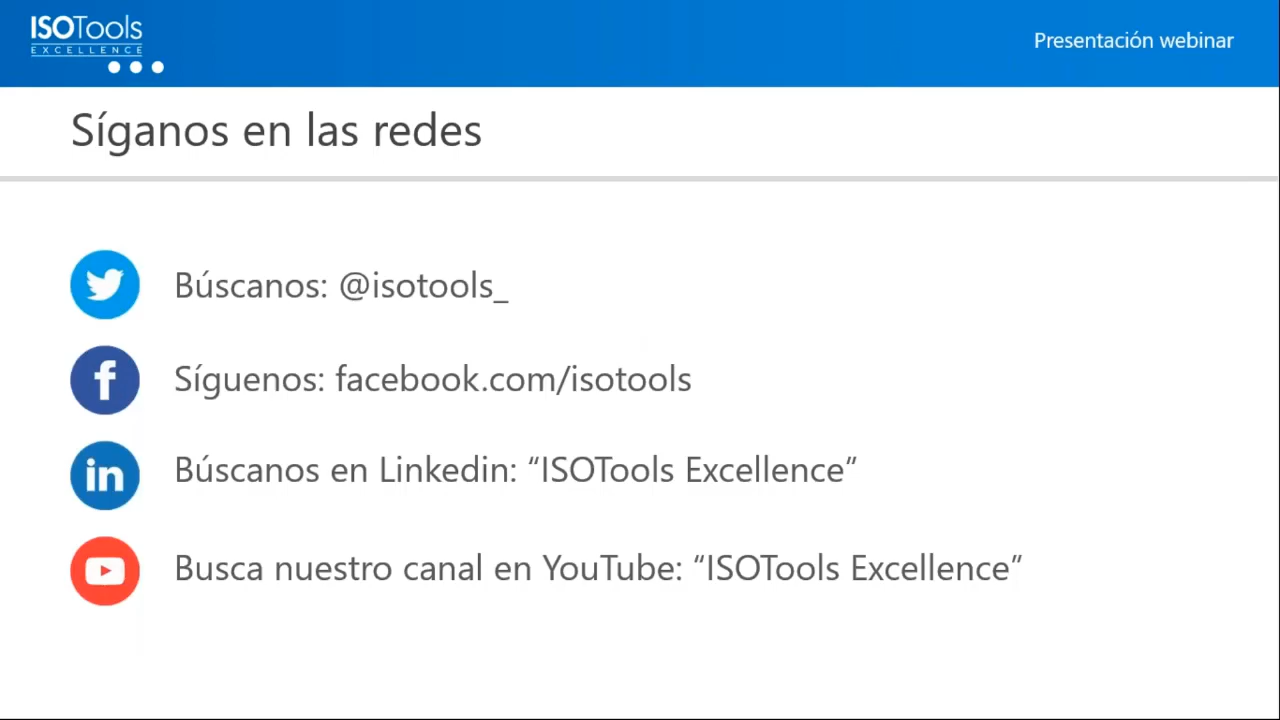 ISOTools
EXCELLENCE
Presentación webinar
Síganos en las redes
Búscanos: @isotools_
Síguenos: facebook.com/isotools
in
Búscanos en Linkedin: “ISOTools Excellence”
Busca nuestro canal en YouTube: “ISOTools Excellence”